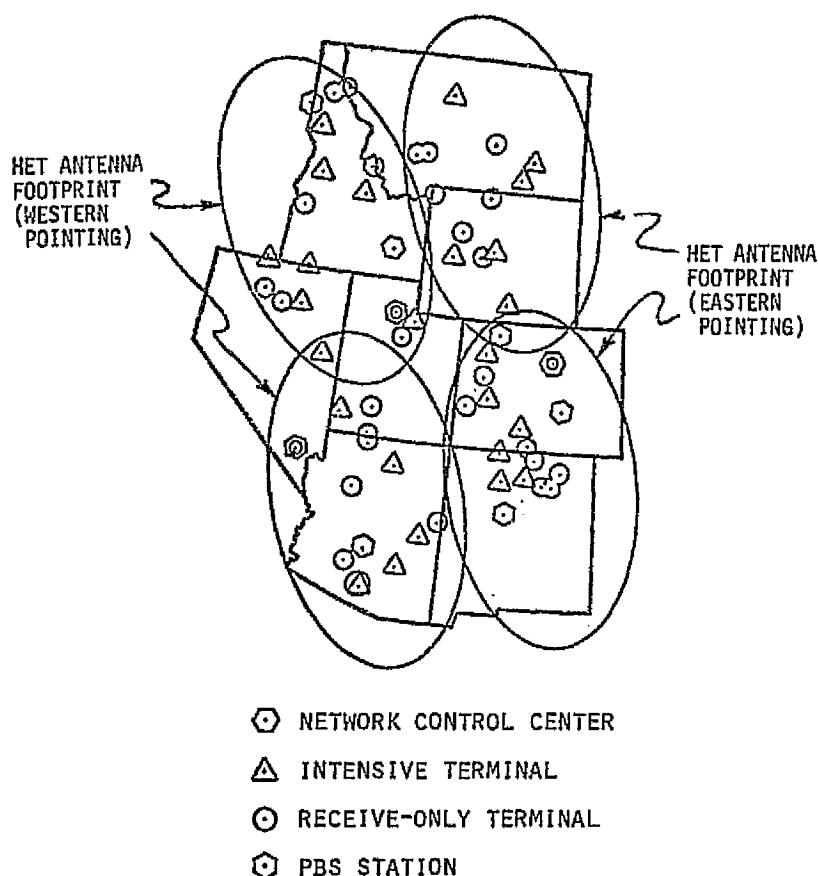 HET ANTENNA
FOOTPRINT
(WESTERN
POINTING)
HET ANTENNA
FOOTPRINT
(EASTERN
POINTING)
NETWORK CONTROL CENTER
INTENSIVE TERMINAL
RECEIVE-ONLY TERMINAL
PBS STATION